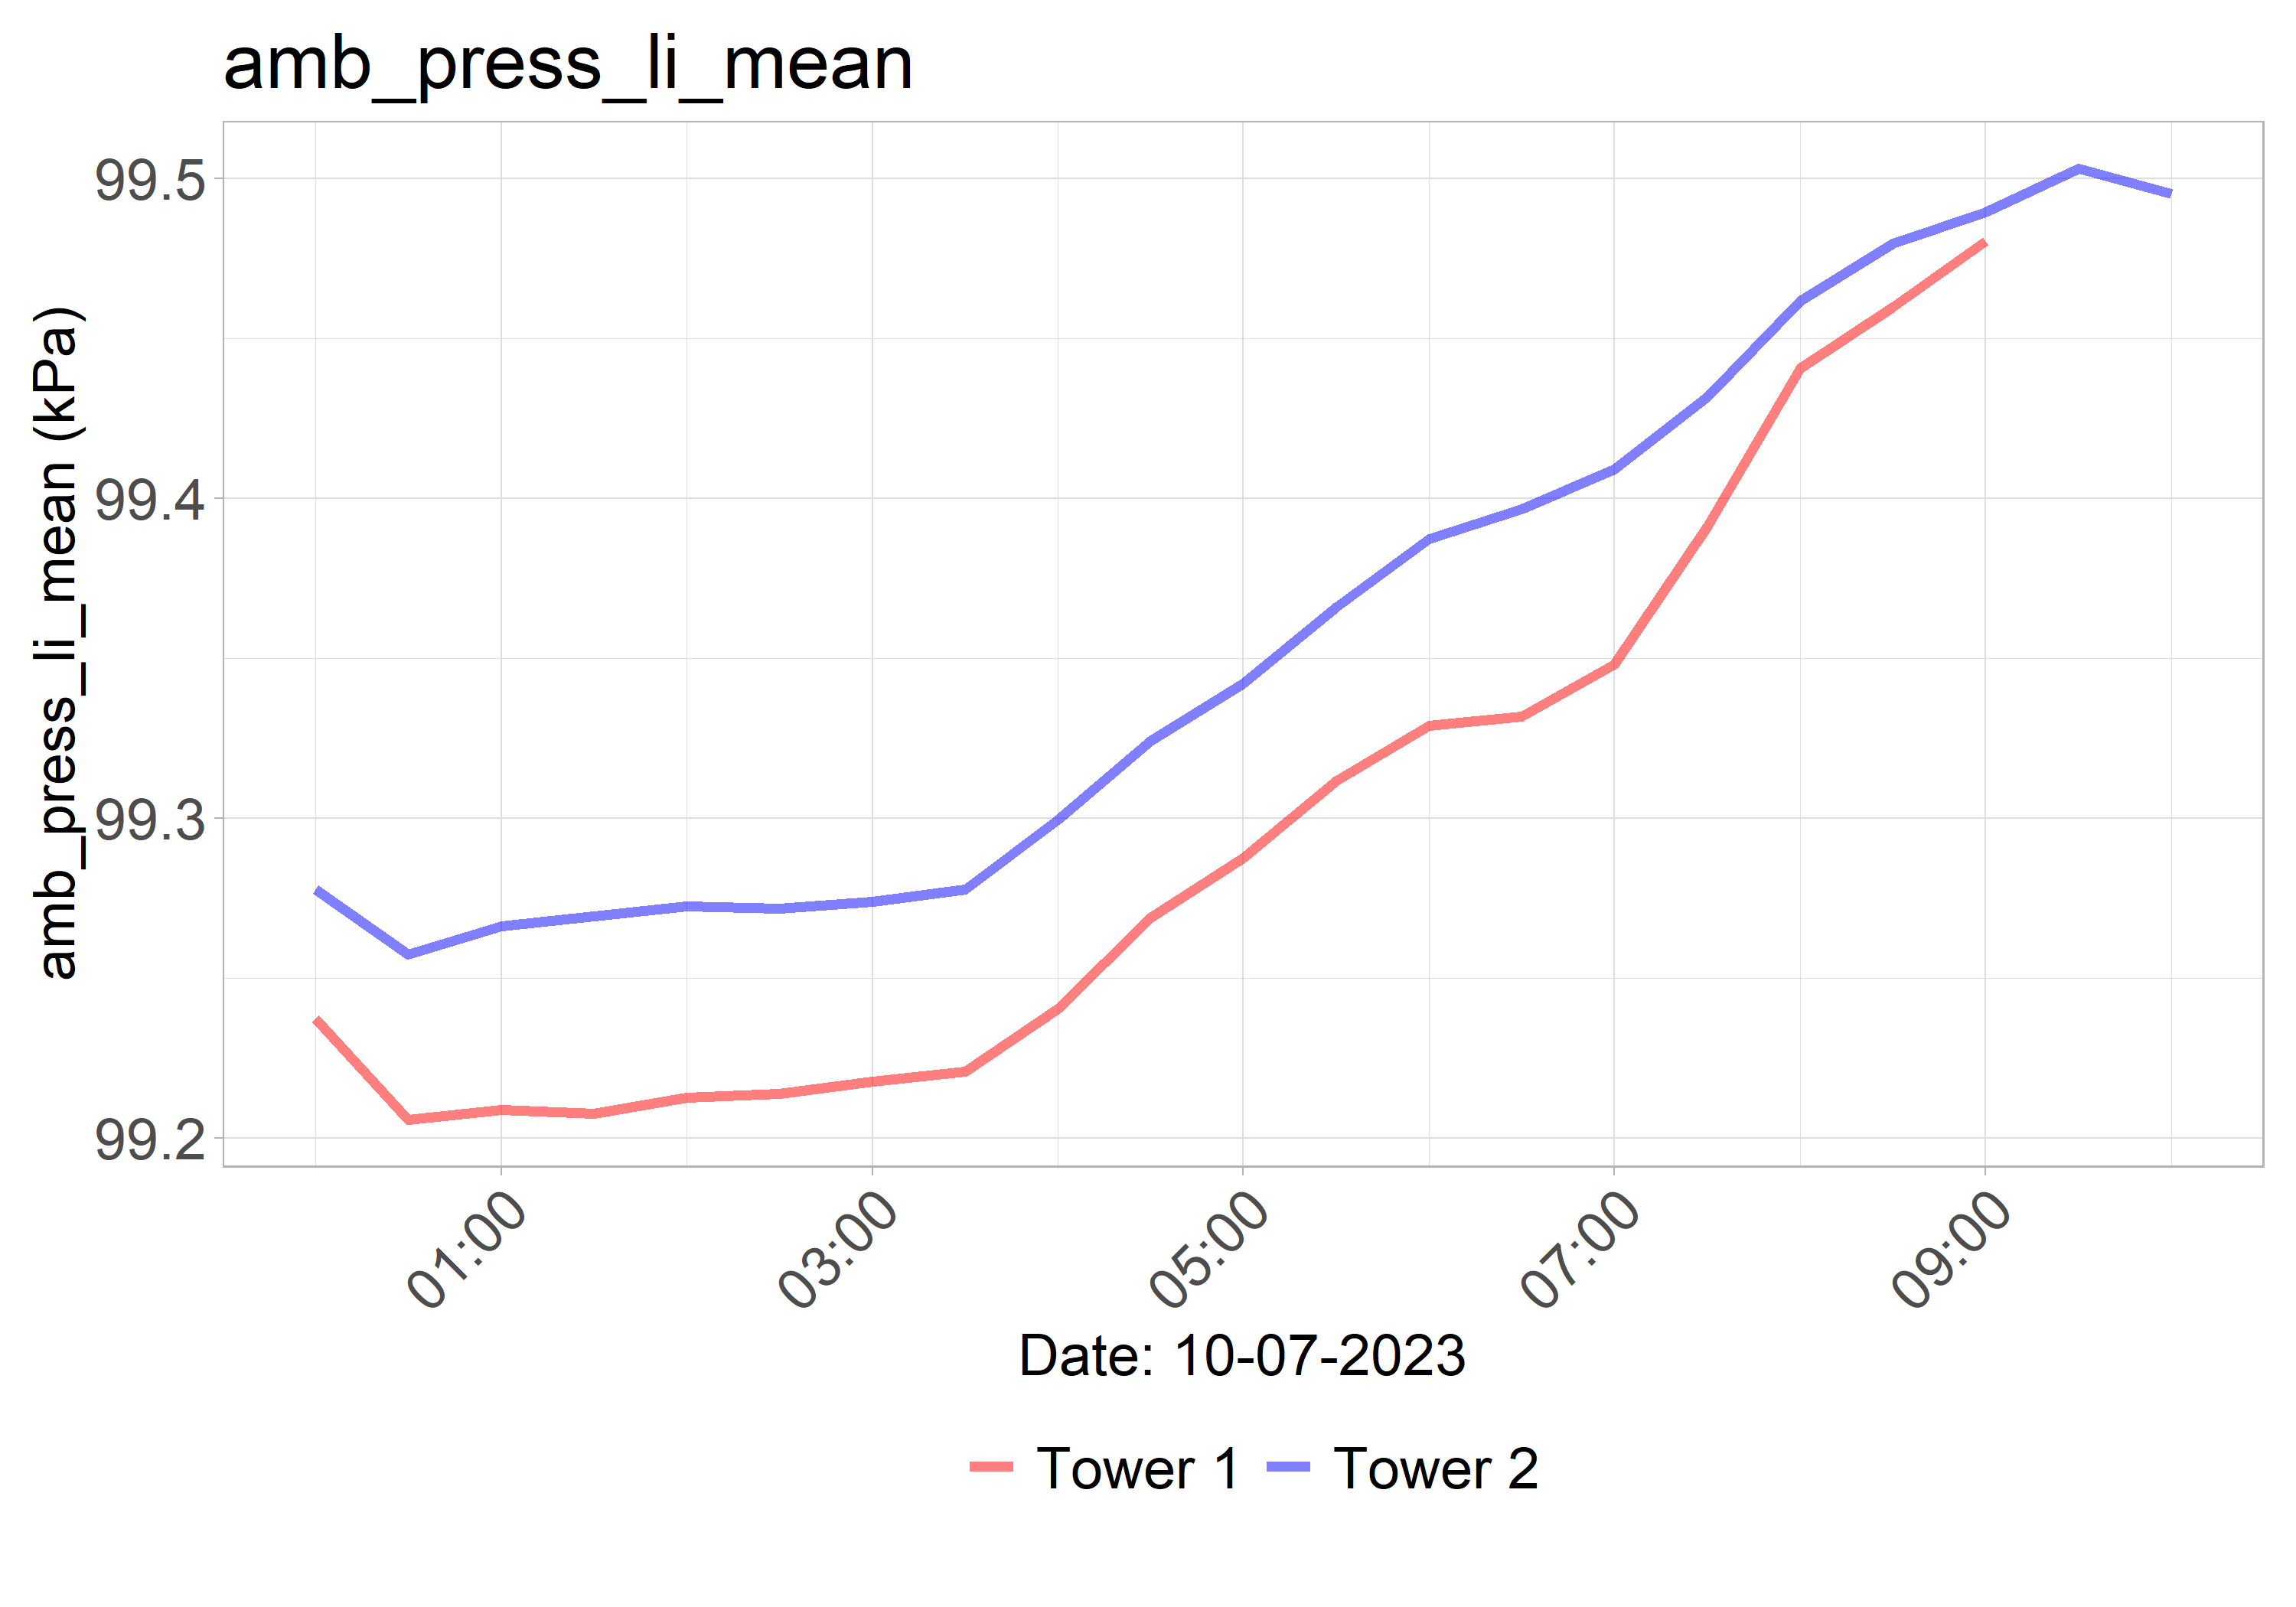 amb_press_li_mean
amb_press_li_mean (kPa)
99.5
99.4
99.3
99.2
01:00 03:00 05:00 07:00 09:00
Date: 10-07-2023
Tower 1 Tower 2